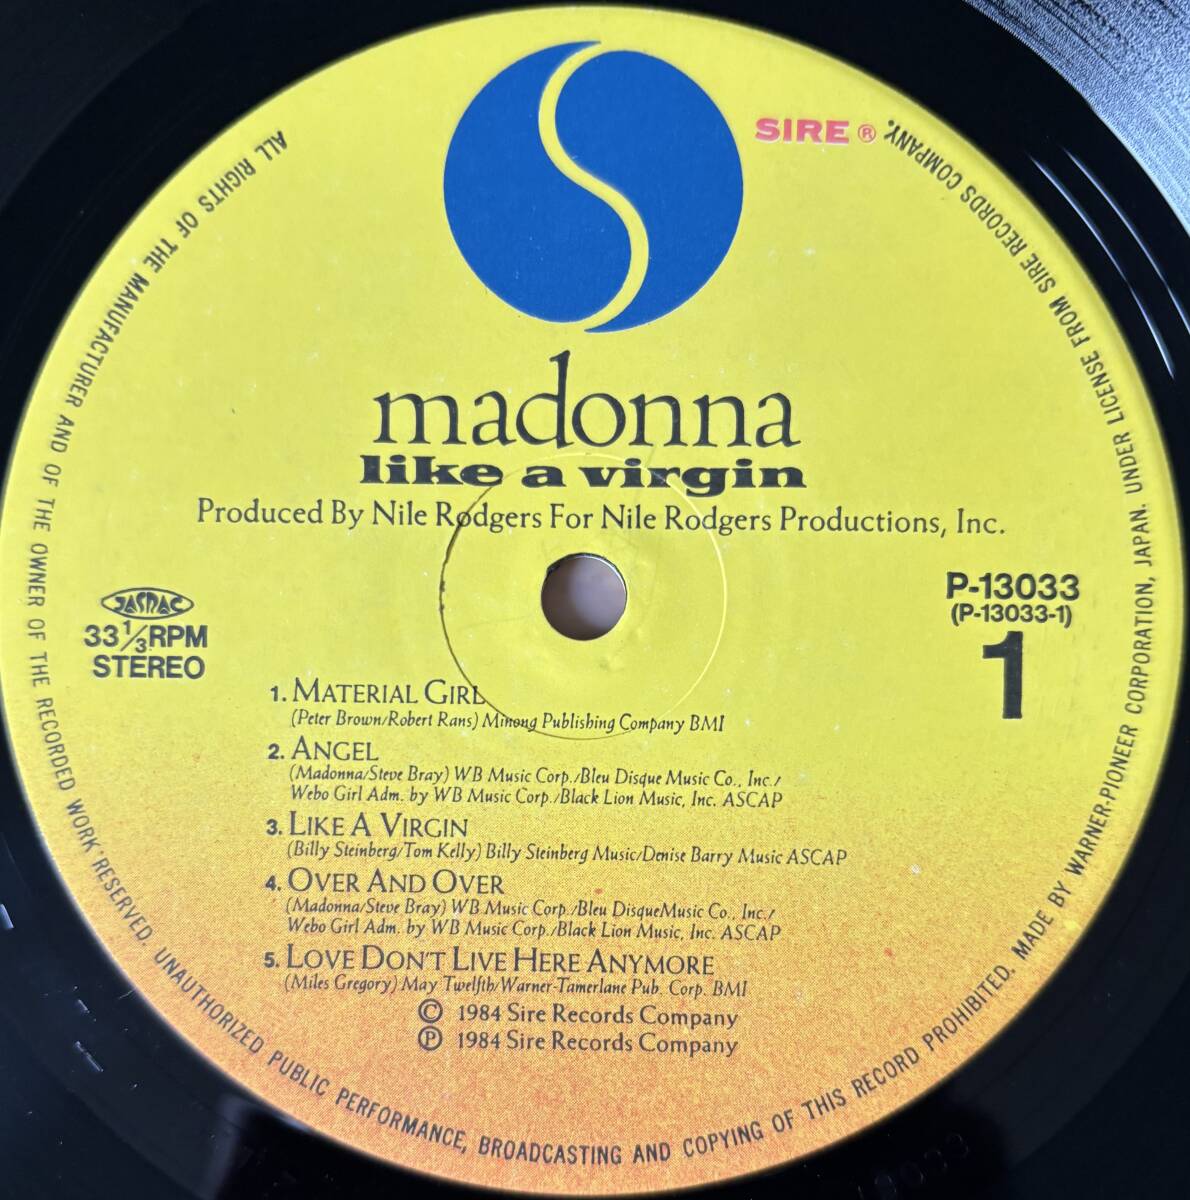 SIRE ®
madonna
like a virgin
Produced By Nile Rodgers For Nile Rodgers Productions, Inc.
JASRAC
33 1/3 RPM
STEREO
P-13033
(P-13033-1)
1
1. MATERIAL GIRL
(Peter Brown/Robert Rans) Minong Publishing Company BMI
2. ANGEL
(Madonna/Steve Bray) WB Music Corp./Bleu Disque Music Co., Inc./
Webo Girl Adm. by WB Music Corp./Black Lion Music, Inc. ASCAP
3. LIKE A VIRGIN
(Billy Steinberg/Tom Kelly) Billy Steinberg Music/Denise Barry Music ASCAP
4. OVER AND OVER
(Madonna/Steve Bray) WB Music Corp./Bleu DisqueMusic Co., Inc./
Webo Girl Adm. by WB Music Corp./Black Lion Music, Inc. ASCAP
5. LOVE DON'T LIVE HERE ANYMORE
(Miles Gregory) May Twelfth/Warner-Tamerlane Pub. Corp. BMI
© 1984 Sire Records Company
℗ 1984 Sire Records Company
ALL RIGHTS OF THE MANUFACTURER AND OF THE OWNER OF THE RECORDED WORK RESERVED. UNAUTHORIZED PUBLIC PERFORMANCE, BROADCASTING AND COPYING OF THIS RECORD PROHIBITED. MADE BY WARNER-PIONEER CORPORATION, JAPAN. UNDER LICENSE FROM SIRE RECORDS COMPANY.